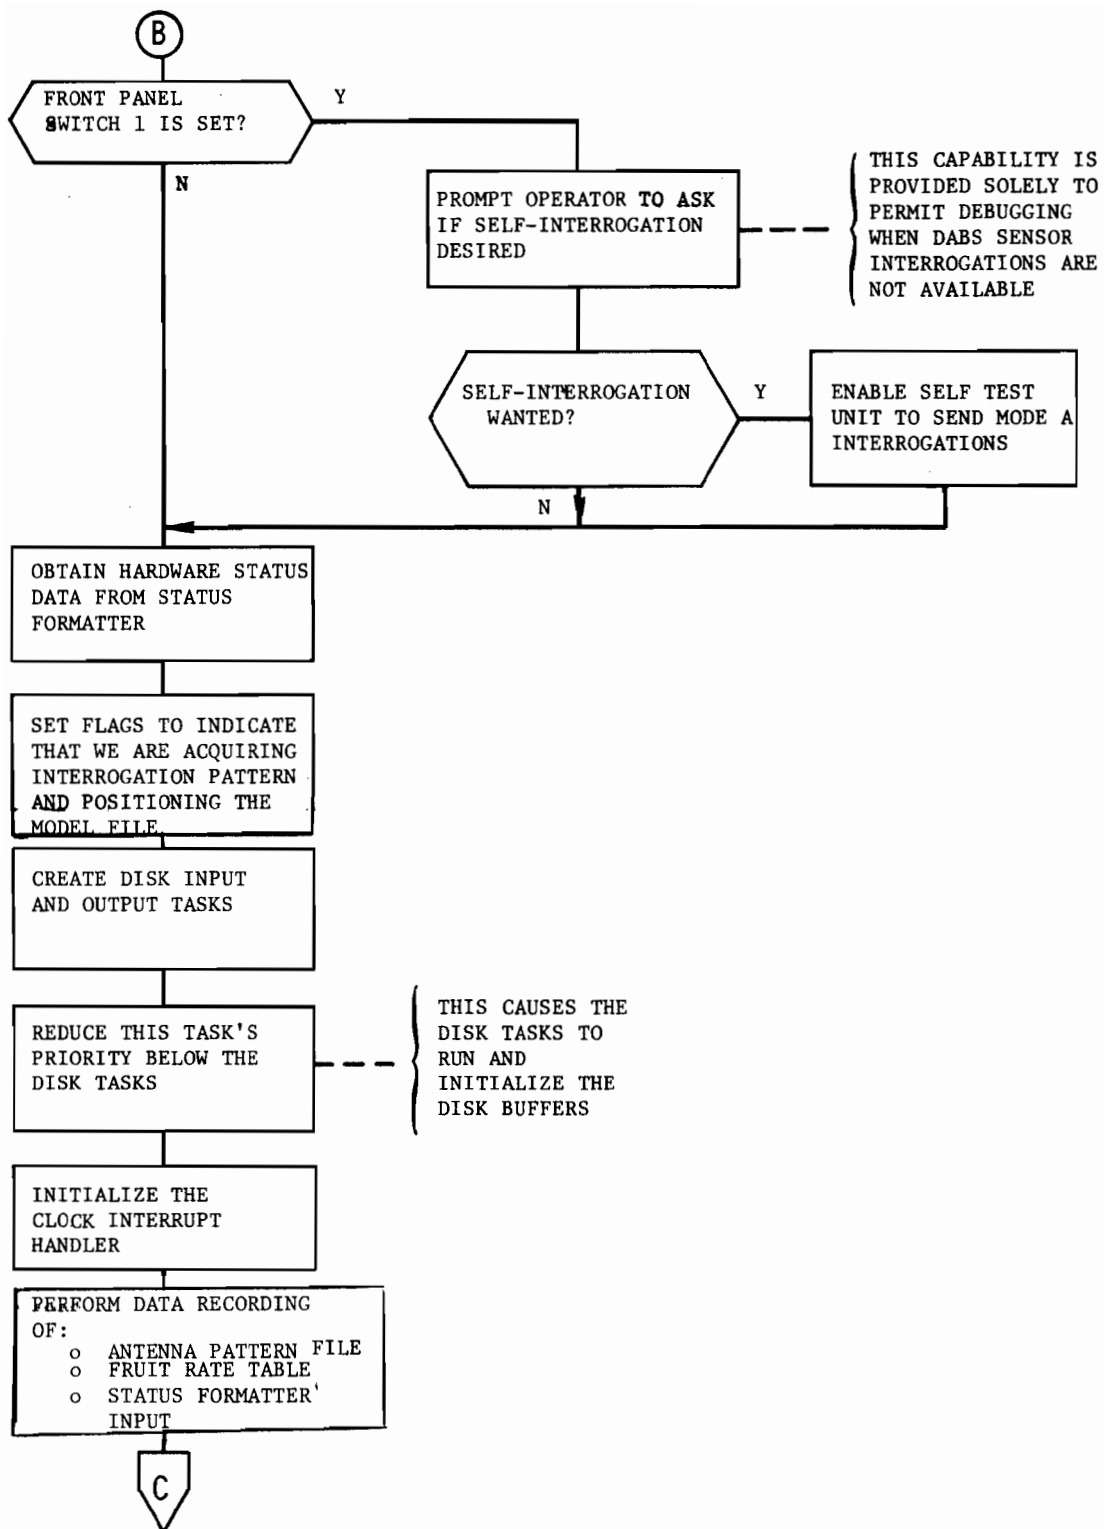 B
FRONT PANEL
SWITCH 1 IS SET?
Y
N
PROMPT OPERATOR TO ASK
IF SELF-INTERROGATION
DESIRED
THIS CAPABILITY IS
PROVIDED SOLELY TO
PERMIT DEBUGGING
WHEN DABS SENSOR
INTERROGATIONS ARE
NOT AVAILABLE
SELF-INTERROGATION
WANTED?
Y
N
ENABLE SELF TEST
UNIT TO SEND MODE A
INTERROGATIONS
OBTAIN HARDWARE STATUS
DATA FROM STATUS
FORMATTER
SET FLAGS TO INDICATE
THAT WE ARE ACQUIRING
INTERROGATION PATTERN
AND POSITIONING THE
MODEL FILE
CREATE DISK INPUT
AND OUTPUT TASKS
REDUCE THIS TASK'S
PRIORITY BELOW THE
DISK TASKS
THIS CAUSES THE
DISK TASKS TO
RUN AND
INITIALIZE THE
DISK BUFFERS
INITIALIZE THE
CLOCK INTERRUPT
HANDLER
PERFORM DATA RECORDING
OF:
o ANTENNA PATTERN FILE
o FRUIT RATE TABLE
o STATUS FORMATTER'
INPUT
C